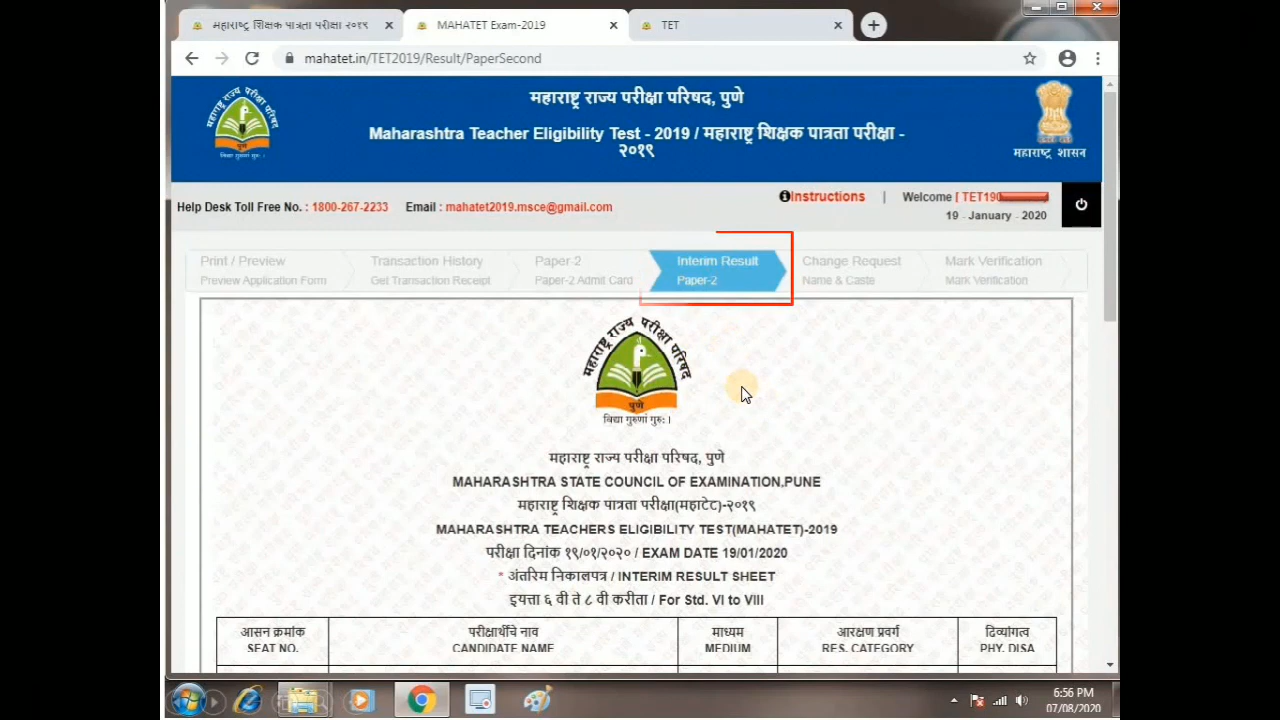 महाराष्ट्र शिक्षक पात्रता परीक्षा २०१९
MAHATET Exam-2019
TET
mahatet.in/TET2019/Result/PaperSecond
महाराष्ट्र राज्य परीक्षा परिषद, पुणे
Maharashtra Teacher Eligibility Test - 2019 / महाराष्ट्र शिक्षक पात्रता परीक्षा -
२०१९
महाराष्ट्र राज्य परीक्षा परिषद
पुणे
महाराष्ट्र शासन
Help Desk Toll Free No. : 1800-267-2233 Email : mahatet2019.msce@gmail.com
Instructions | Welcome [ TET190
19 - January - 2020
Print / Preview
Preview Application Form
Transaction History
Get Transaction Receipt
Paper-2
Paper-2 Admit Card
Interim Result
Paper-2
Change Request
Name & Caste
Mark Verification
Mark Verification
महाराष्ट्र राज्य परीक्षा परिषद
पुणे
विद्या गुरुणां गुरु: ।
महाराष्ट्र राज्य परीक्षा परिषद, पुणे
MAHARASHTRA STATE COUNCIL OF EXAMINATION,PUNE
महाराष्ट्र शिक्षक पात्रता परीक्षा(महाटेट)-२०१९
MAHARASHTRA TEACHERS ELIGIBILITY TEST(MAHATET)-2019
परीक्षा दिनांक १९/०१/२०२० / EXAM DATE 19/01/2020
* अंतरिम निकालपत्र / INTERIM RESULT SHEET
इयत्ता ६ वी ते ८ वी करीता / For Std. VI to VIII
आसन क्रमांक
SEAT NO.
परीक्षार्थीचे नाव
CANDIDATE NAME
माध्यम
MEDIUM
आरक्षण प्रवर्ग
RES. CATEGORY
दिव्यांगत्व
PHY. DISA
6:56 PM
07/08/2020